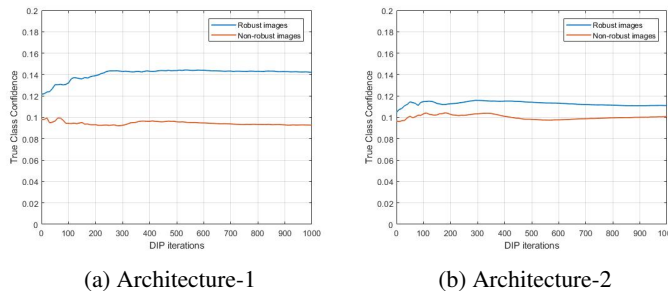 0.2
0.18
0.16
0.14
0.12
0.1
0.08
0.06
0.04
0.02
0
True Class Confidence
Robust images
Non-robust images
0 100 200 300 400 500 600 700 800 900 1000
DIP iterations
(a) Architecture-1
0.2
0.18
0.16
0.14
0.12
0.1
0.08
0.06
0.04
0.02
0
True Class Confidence
Robust images
Non-robust images
0 100 200 300 400 500 600 700 800 900 1000
DIP iterations
(b) Architecture-2